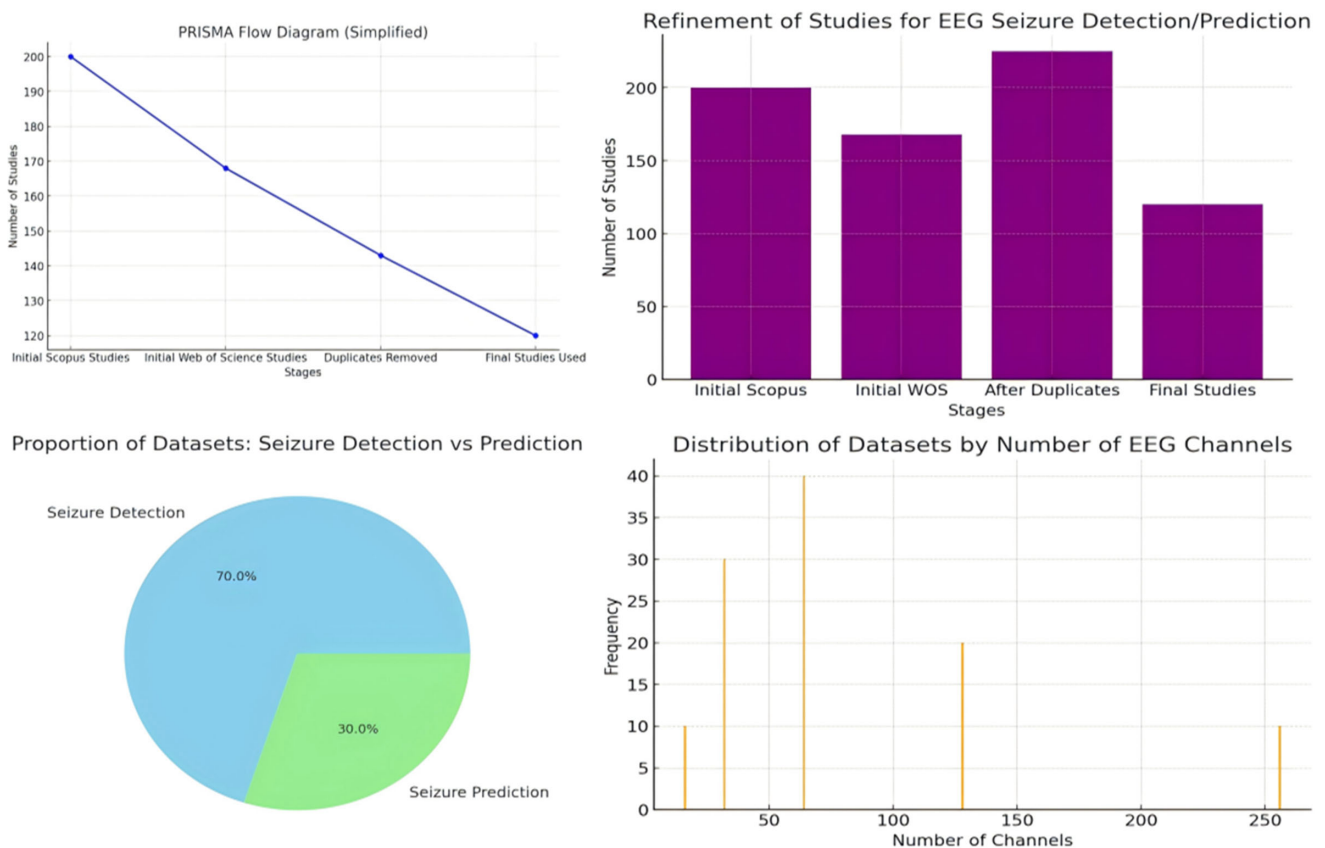 PRISMA Flow Diagram (Simplified)
Number of Studies
200
190
180
170
160
150
140
130
120
Initial Scopus Studies Initial Web of Science Studies Duplicates Removed Final Studies Used
Stages
Refinement of Studies for EEG Seizure Detection/Prediction
Number of Studies
200
150
100
50
0
Initial Scopus Initial WOS After Duplicates Final Studies
Stages
Proportion of Datasets: Seizure Detection vs Prediction
Seizure Detection
70.0%
30.0%
Seizure Prediction
Distribution of Datasets by Number of EEG Channels
Frequency
40
35
30
25
20
15
10
5
0
50 100 150 200 250
Number of Channels